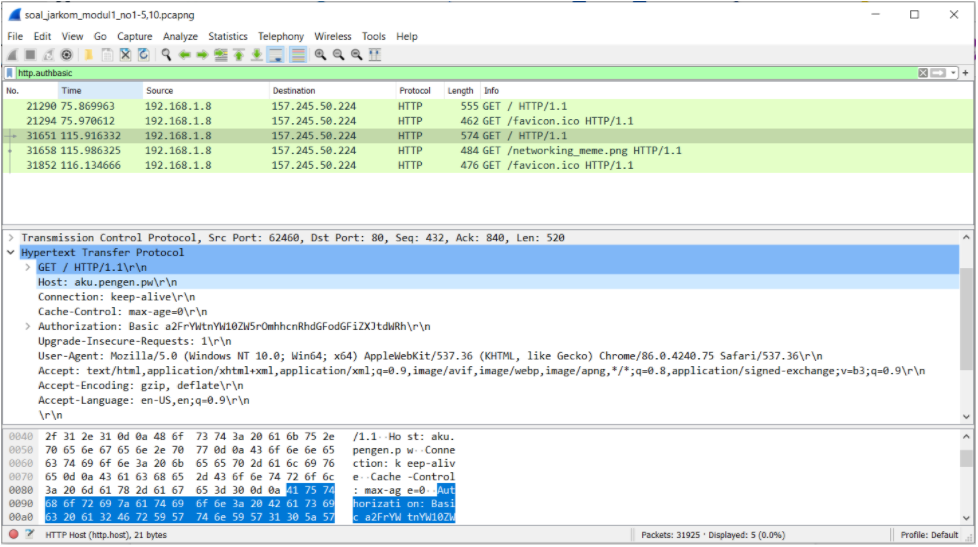 soal_jarkom_modul1_no1-5,10.pcapng
File Edit View Go Capture Analyze Statistics Telephony Wireless Tools Help
http.authbasic
No. Time Source Destination Protocol Length Info
21290 75.869963 192.168.1.8 157.245.50.224 HTTP 555 GET / HTTP/1.1
21294 75.970612 192.168.1.8 157.245.50.224 HTTP 462 GET /favicon.ico HTTP/1.1
31651 115.916332 192.168.1.8 157.245.50.224 HTTP 574 GET / HTTP/1.1
31658 115.986325 192.168.1.8 157.245.50.224 HTTP 484 GET /networking_meme.png HTTP/1.1
31852 116.134666 192.168.1.8 157.245.50.224 HTTP 476 GET /favicon.ico HTTP/1.1
Transmission Control Protocol, Src Port: 62460, Dst Port: 80, Seq: 432, Ack: 840, Len: 520
Hypertext Transfer Protocol
GET / HTTP/1.1\r\n
Host: aku.pengen.pw\r\n
Connection: keep-alive\r\n
Cache-Control: max-age=0\r\n
Authorization: Basic a2FrYWtnYW10ZW5rOmhhcnRhdGFodGFiZXJtdWRh\r\n
Upgrade-Insecure-Requests: 1\r\n
User-Agent: Mozilla/5.0 (Windows NT 10.0; Win64; x64) AppleWebKit/537.36 (KHTML, like Gecko) Chrome/86.0.4240.75 Safari/537.36\r\n
Accept: text/html,application/xhtml+xml,application/xml;q=0.9,image/avif,image/webp,image/apng,*/*;q=0.8,application/signed-exchange;v=b3;q=0.9\r\n
Accept-Encoding: gzip, deflate\r\n
Accept-Language: en-US,en;q=0.9\r\n
\r\n
0040 2f 31 2e 31 0d 0a 48 6f 73 74 3a 20 61 6b 75 2e /1.1··Ho st: aku.
0050 70 65 6e 67 65 6e 2e 70 77 0d 0a 43 6f 6e 6e 65 pengen.p w··Conne
0060 63 74 69 6f 6e 3a 20 6b 65 65 70 2d 61 6c 69 76 ction: k eep-aliv
0070 65 0d 0a 43 61 63 68 65 2d 43 6f 6e 74 72 6f 6c e··Cache -Control
0080 3a 20 6d 61 78 2d 61 67 65 3d 30 0d 0a 41 75 74 : max-ag e=0··Aut
0090 68 6f 72 69 7a 61 74 69 6f 6e 3a 20 42 61 73 69 horizati on: Basi
00a0 63 20 61 32 46 72 59 57 74 6e 59 57 31 30 5a 57 c a2FrYW tnYW10ZW
HTTP Host (http.host), 21 bytes Packets: 31925 · Displayed: 5 (0.0%) Profile: Default